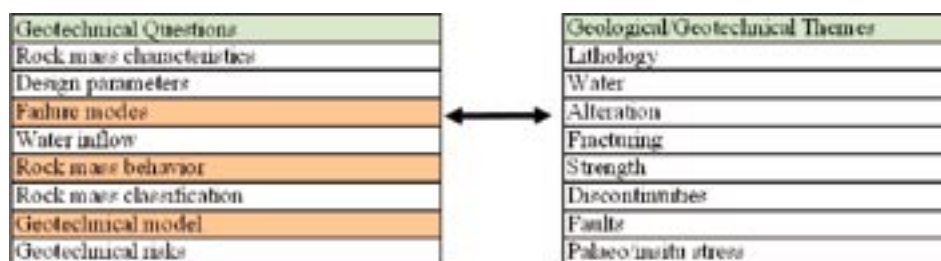 Geotechnical Questions
Rock mass characteristics
Design parameters
Failure modes
Water inflow
Rock mass behavior
Rock mass classification
Geotechnical model
Geotechnical risks
Geological/Geotechnical Themes
Lithology
Water
Alteration
Fracturing
Strength
Discontinuities
Faults
Palaeo/insitu stress